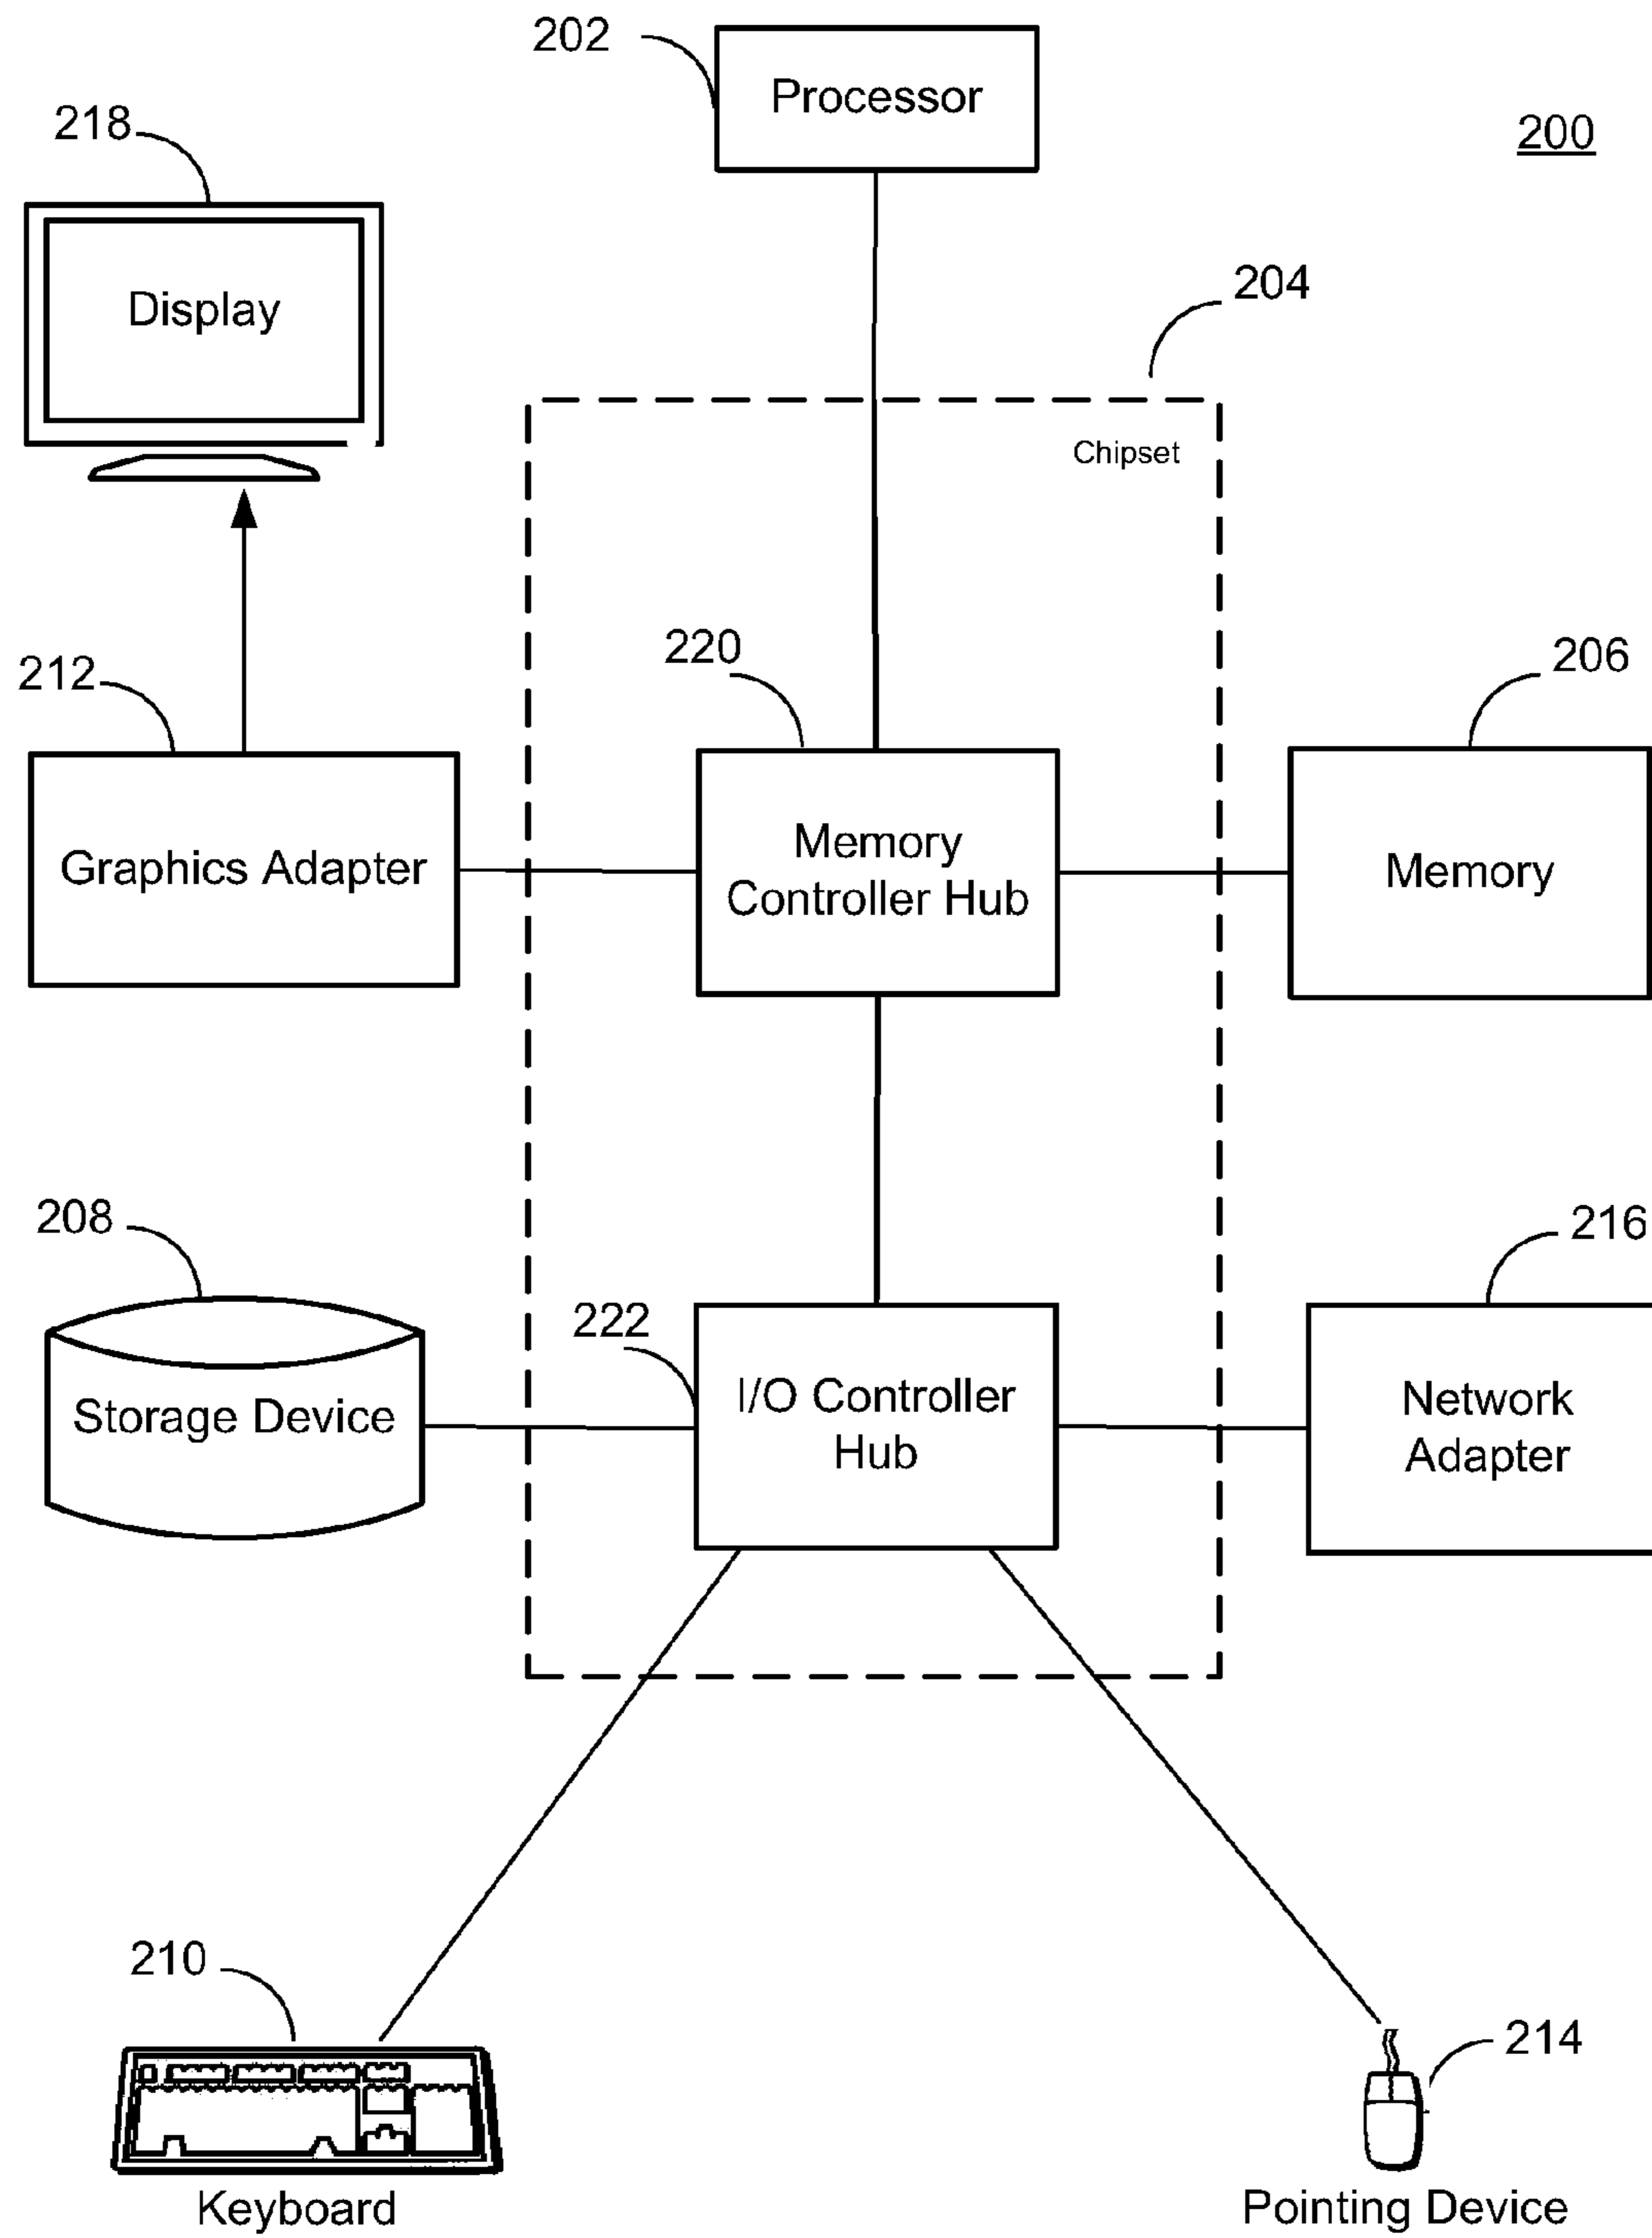 202
Processor
200
218
Display
204
Chipset
212
220
206
Graphics Adapter
Memory
Controller Hub
Memory
208
216
222
Storage Device
I/O Controller
Hub
Network
Adapter
210
214
Keyboard
Pointing Device